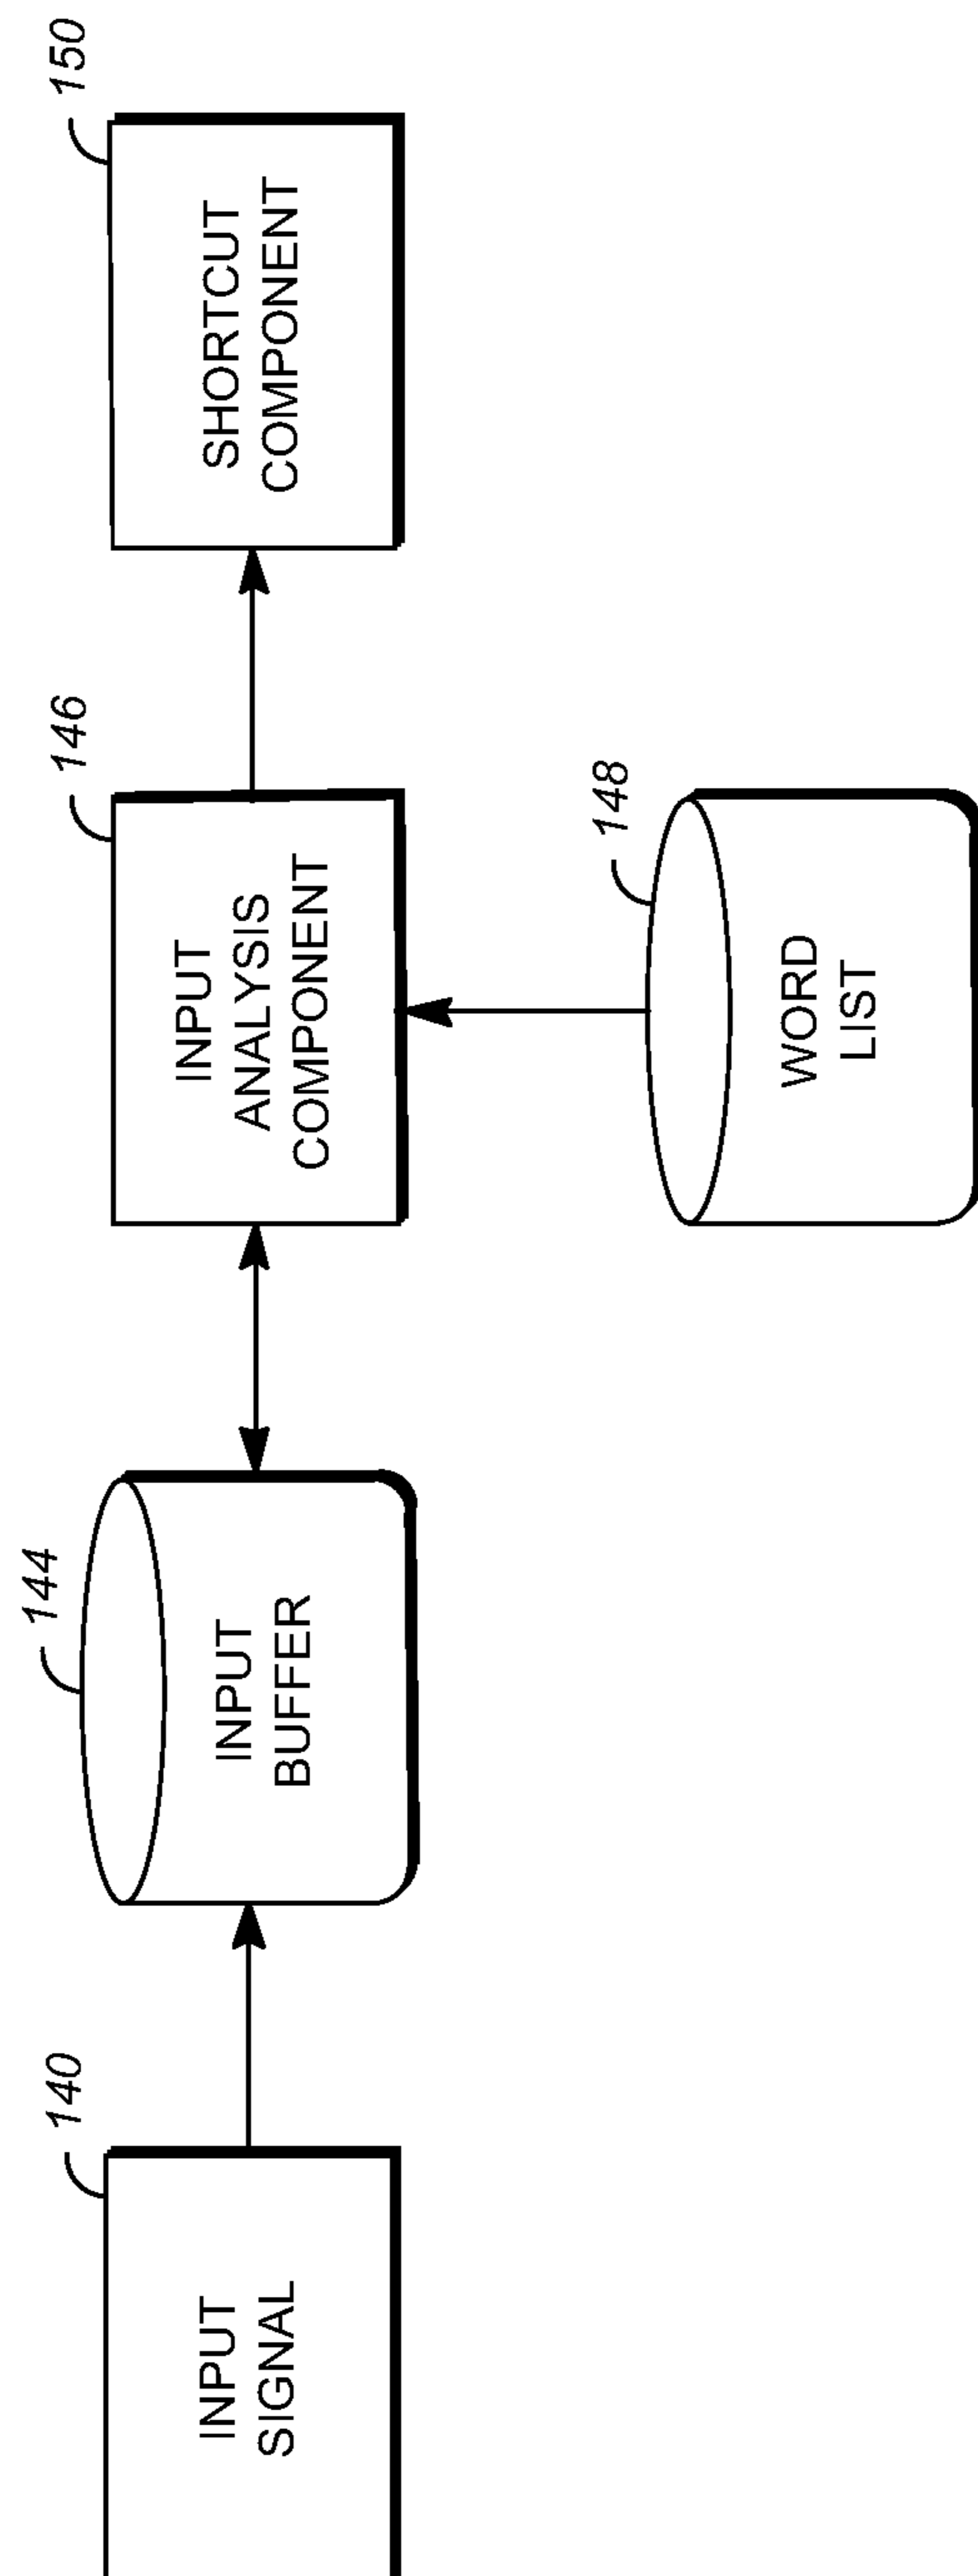 140
INPUT
SIGNAL
144
INPUT
BUFFER
146
INPUT
ANALYSIS
COMPONENT
148
WORD
LIST
150
SHORTCUT
COMPONENT